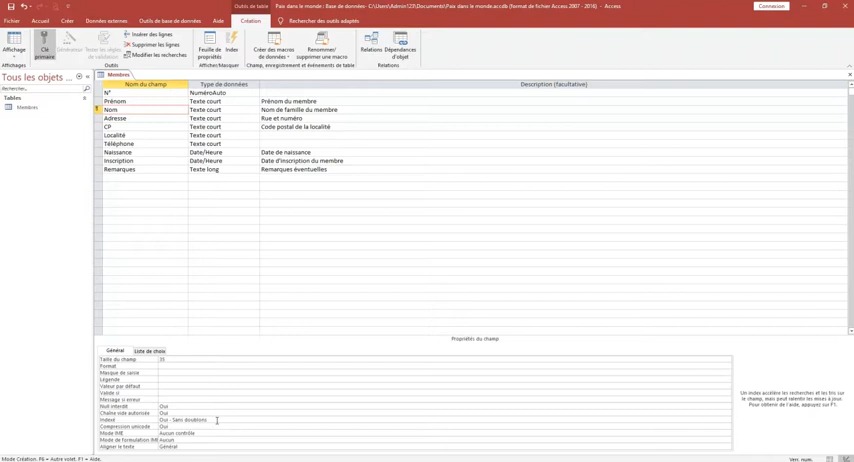 Outils de table
Paix dans le monde : Base de données- C:\Users\Admin123\Documents\Paix dans le monde.accdb (format de fichier Access 2007 - 2016) - Access
Connexion
Fichier Accueil Créer Données externes Outils de base de données Aide Création Rechercher des outils adaptés
Affichage
Clé primaire
Générateur
Tester les règles de validation
Insérer des lignes
Supprimer les lignes
Modifier les recherches
Feuille de propriétés
Index
Créer des macros de données
Renommer/ supprimer une macro
Relations
Dépendances d'objet
Affichages Outils Afficher/Masquer Champ, enregistrement et événements de table Relations
Tous les objets ...
Rechercher...
Tables
Membres
Membres
Nom du champ Type de données Description (facultative)
N° NuméroAuto
Prénom Texte court Prénom du membre
Nom Texte court Nom de famille du membre
Adresse Texte court Rue et numéro
CP Texte court Code postal de la localité
Localité Texte court
Téléphone Texte court
Naissance Date/Heure Date de naissance
Inscription Date/Heure Date d'inscription du membre
Remarques Texte long Remarques éventuelles
Propriétés du champ
Général Liste de choix
Taille du champ 35
Format
Masque de saisie
Légende
Valeur par défaut
Valide si
Message si erreur
Null interdit Oui
Chaîne vide autorisée Oui
Indexé Oui - Sans doublons
Compression unicode Oui
Mode IME Aucun contrôle
Mode de formulation IME Aucun
Aligner le texte Général
Un index accélère les recherches et les tris sur
le champ, mais peut ralentir les mises à jour.
Pour obtenir de l'aide, appuyez sur F1.
Mode Création. F6 = Autre volet. F1 = Aide.
Verr. num.